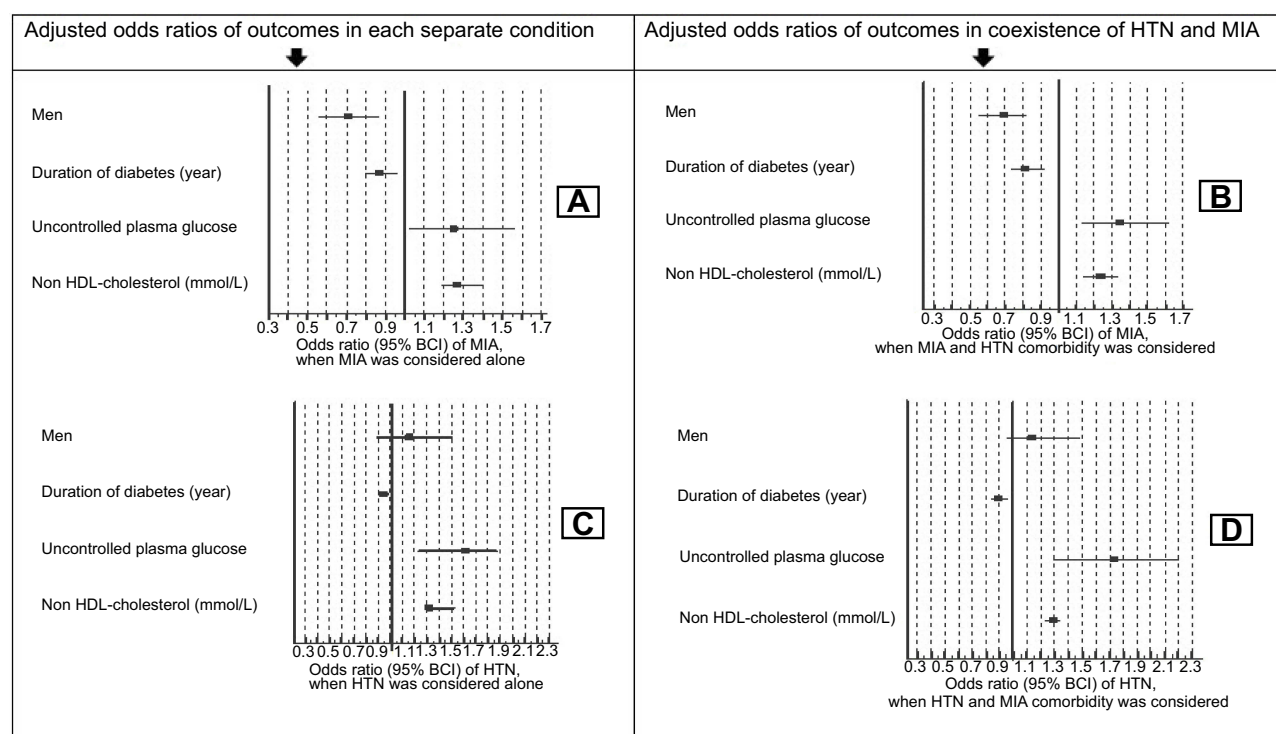 Adjusted odds ratios of outcomes in each separate condition
Adjusted odds ratios of outcomes in coexistence of HTN and MIA
Men
Duration of diabetes (year)
Uncontrolled plasma glucose
Non HDL-cholesterol (mmol/L)
A
0.3 0.5 0.7 0.9 1.1 1.3 1.5 1.7
Odds ratio (95% BCI) of MIA,
when MIA was considered alone
Men
Duration of diabetes (year)
Uncontrolled plasma glucose
Non HDL-cholesterol (mmol/L)
B
0.3 0.5 0.7 0.9 1.1 1.3 1.5 1.7
Odds ratio (95% BCI) of MIA,
when MIA and HTN comorbidity was considered
Men
Duration of diabetes (year)
Uncontrolled plasma glucose
Non HDL-cholesterol (mmol/L)
C
0.3 0.5 0.7 0.9 1.1 1.3 1.5 1.7 1.9 2.1 2.3
Odds ratio (95% BCI) of HTN,
when HTN was considered alone
Men
Duration of diabetes (year)
Uncontrolled plasma glucose
Non HDL-cholesterol (mmol/L)
D
0.3 0.5 0.7 0.9 1.1 1.3 1.5 1.7 1.9 2.1 2.3
Odds ratio (95% BCI) of HTN,
when HTN and MIA comorbidity was considered